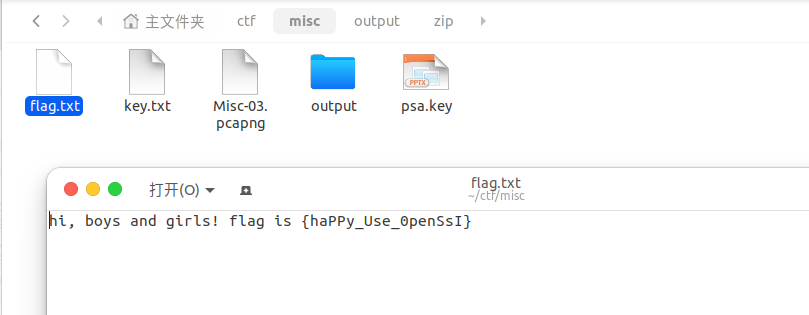 主文件夹 ctf misc output zip
flag.txt key.txt Misc-03.pcapng output psa.key
PPTX
打开(O) flag.txt
~/ctf/misc
hi, boys and girls! flag is {haPPy_Use_0penSsI}